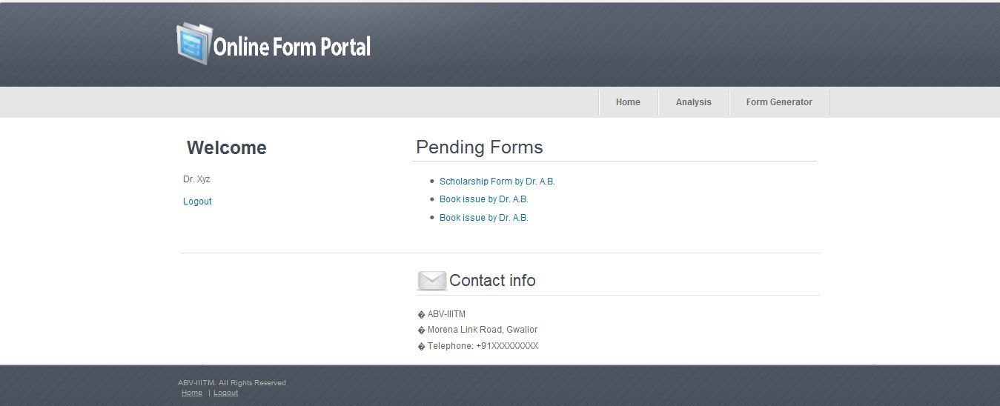 Online Form Portal
Home Analysis Form Generator
Welcome
Dr. Xyz
Logout
Pending Forms
• Scholarship Form by Dr. A.B.
• Book issue by Dr. A.B.
• Book issue by Dr. A.B.
Contact info
� ABV-IIITM
� Morena Link Road, Gwalior
� Telephone: +91XXXXXXXXX
ABV-IIITM. All Rights Reserved
Home | Logout